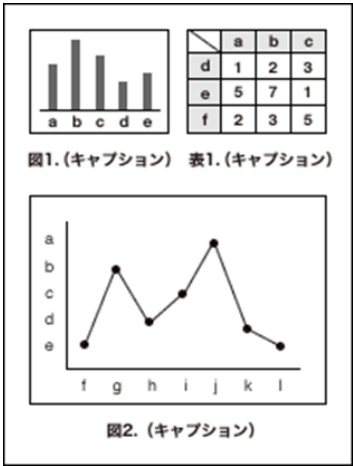 a b c d e
a b c
d 1 2 3
e 5 7 1
f 2 3 5
図1.（キャプション）
表1.（キャプション）
a
b
c
d
e
f g h i j k l
図2.（キャプション）